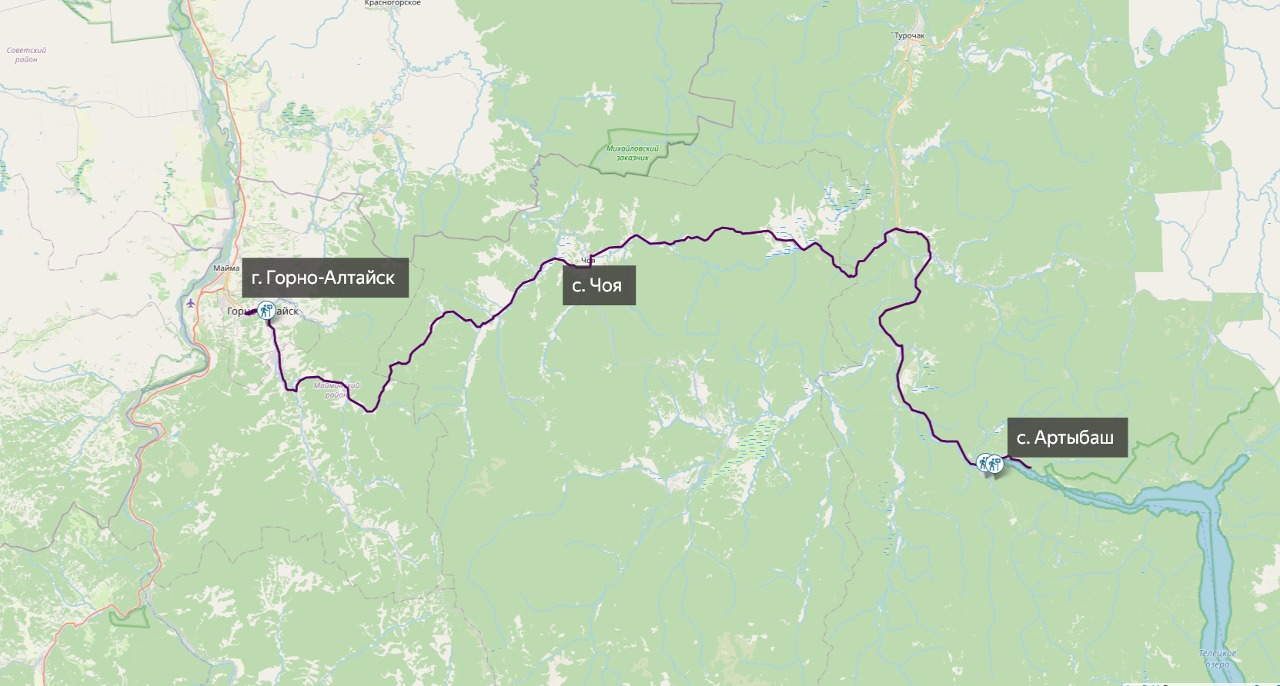 Красногорское
Советский
район
Турочак
Михайловский
заказник
Майма
г. Горно-Алтайск
Чоя
с. Чоя
Майминский
район
с. Артыбаш
Телецкое
озеро